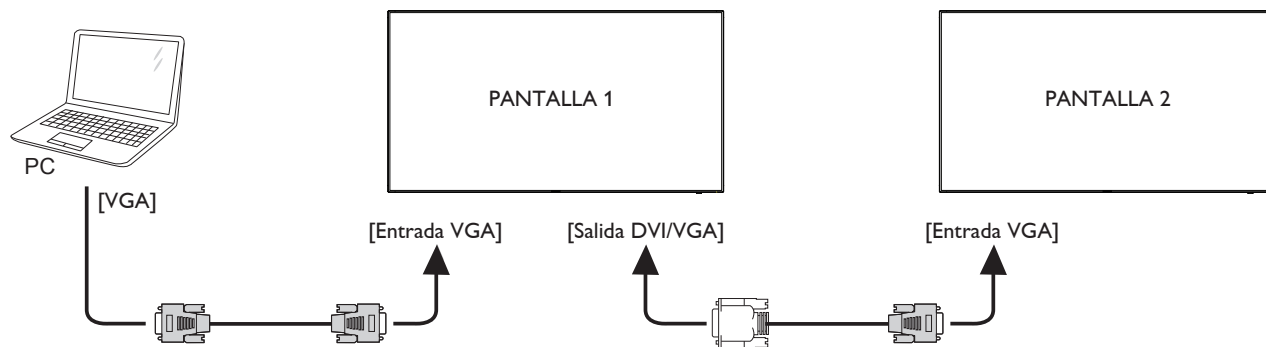 PANTALLA 1
PANTALLA 2
PC
[VGA]
[Entrada VGA]
[Salida DVI/VGA]
[Entrada VGA]